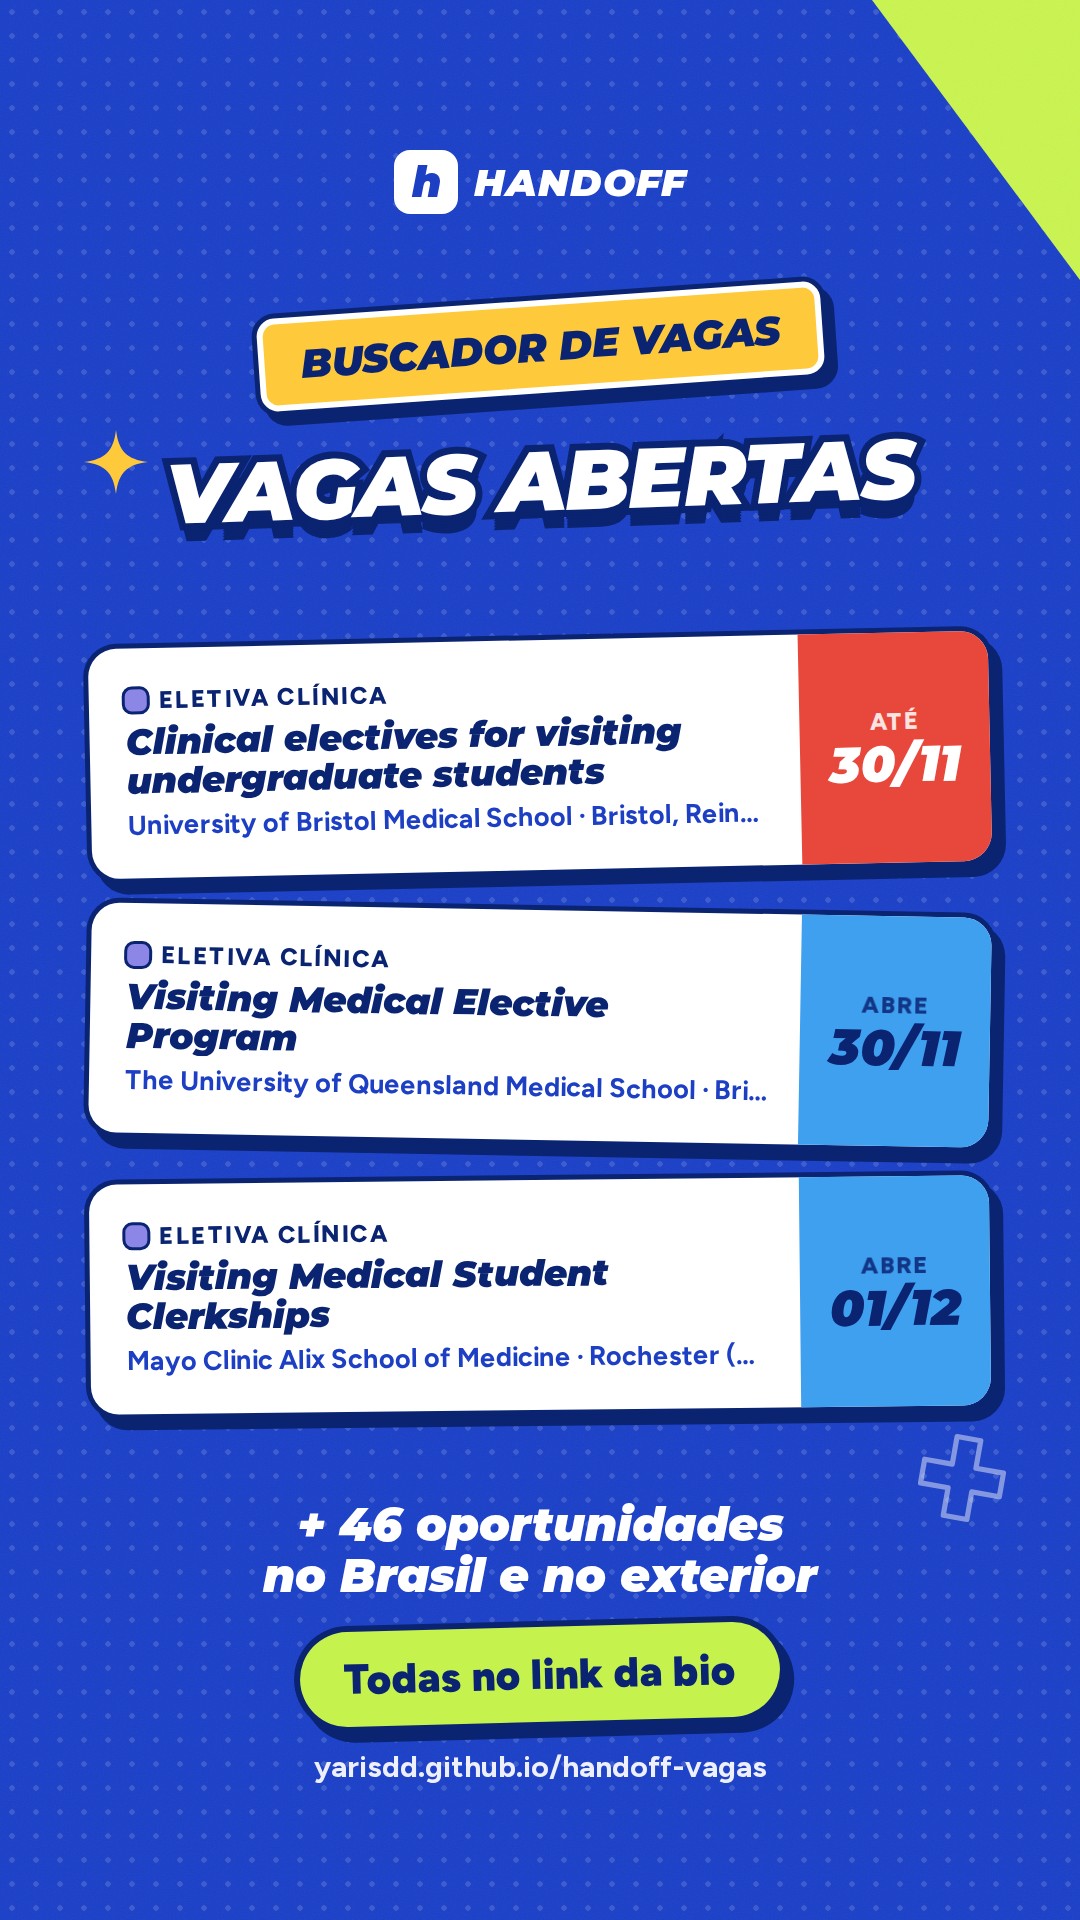 h HANDOFF
BUSCADOR DE VAGAS
VAGAS ABERTAS
ELETIVA CLÍNICA
Clinical electives for visiting
undergraduate students
University of Bristol Medical School · Bristol, Rein...
ATÉ
30/11
ELETIVA CLÍNICA
Visiting Medical Elective
Program
The University of Queensland Medical School · Bri...
ABRE
30/11
ELETIVA CLÍNICA
Visiting Medical Student
Clerkships
Mayo Clinic Alix School of Medicine · Rochester (...
ABRE
01/12
+ 46 oportunidades
no Brasil e no exterior
Todas no link da bio
yarisdd.github.io/handoff-vagas